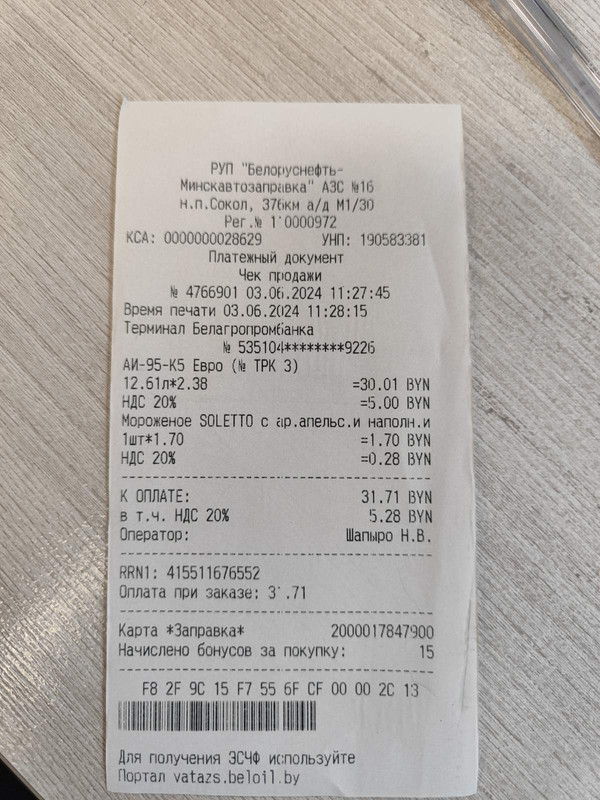 РУП "Белоруснефть-
Минскавтозаправка" АЗС №16
н.п.Сокол, 376км а/д М1/30
Рег.№ 110000972
КСА: 0000000028629 УНП: 190583381
Платежный документ
Чек продажи
№ 4766901 03.06.2024 11:27:45
Время печати 03.06.2024 11:28:15
Терминал Белагропромбанка
№ 535104********9226
АИ-95-К5 Евро (№ ТРК 3)
12.61л*2.38 =30.01 BYN
НДС 20% =5.00 BYN
Мороженое SOLETTO с ар.апельс.и наполн.и
1шт*1.70 =1.70 BYN
НДС 20% =0.28 BYN
К ОПЛАТЕ: 31.71 BYN
в т.ч. НДС 20% 5.28 BYN
Оператор: Шапыро Н.В.
RRN1: 415511676552
Оплата при заказе: 31.71
Карта *Заправка* 2000017847900
Начислено бонусов за покупку: 15
F8 2F 9C 15 F7 55 6F CF 00 00 2C 13
Для получения ЭСЧФ используйте
Портал vatazs.beloil.by